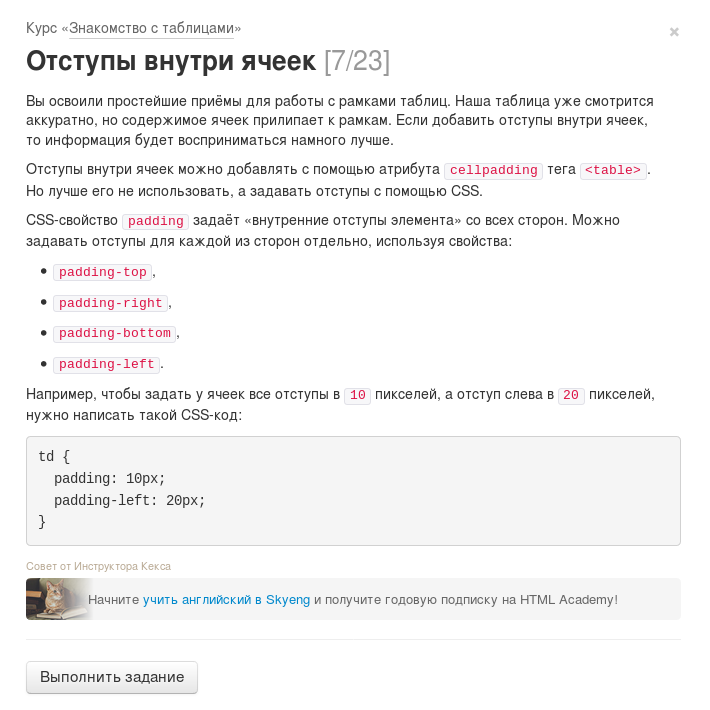 Курс «Знакомство с таблицами»
×
Отступы внутри ячеек [7/23]
Вы освоили простейшие приёмы для работы с рамками таблиц. Наша таблица уже смотрится
аккуратно, но содержимое ячеек прилипает к рамкам. Если добавить отступы внутри ячеек,
то информация будет восприниматься намного лучше.
Отступы внутри ячеек можно добавлять с помощью атрибута cellpadding тега <table>.
Но лучше его не использовать, а задавать отступы с помощью CSS.
CSS-свойство padding задаёт «внутренние отступы элемента» со всех сторон. Можно
задавать отступы для каждой из сторон отдельно, используя свойства:
• padding-top,
• padding-right,
• padding-bottom,
• padding-left.
Например, чтобы задать у ячеек все отступы в 10 пикселей, а отступ слева в 20 пикселей,
нужно написать такой CSS-код:
td {
  padding: 10px;
  padding-left: 20px;
}
Совет от Инструктора Кекса
Начните учить английский в Skyeng и получите годовую подписку на HTML Academy!
Выполнить задание